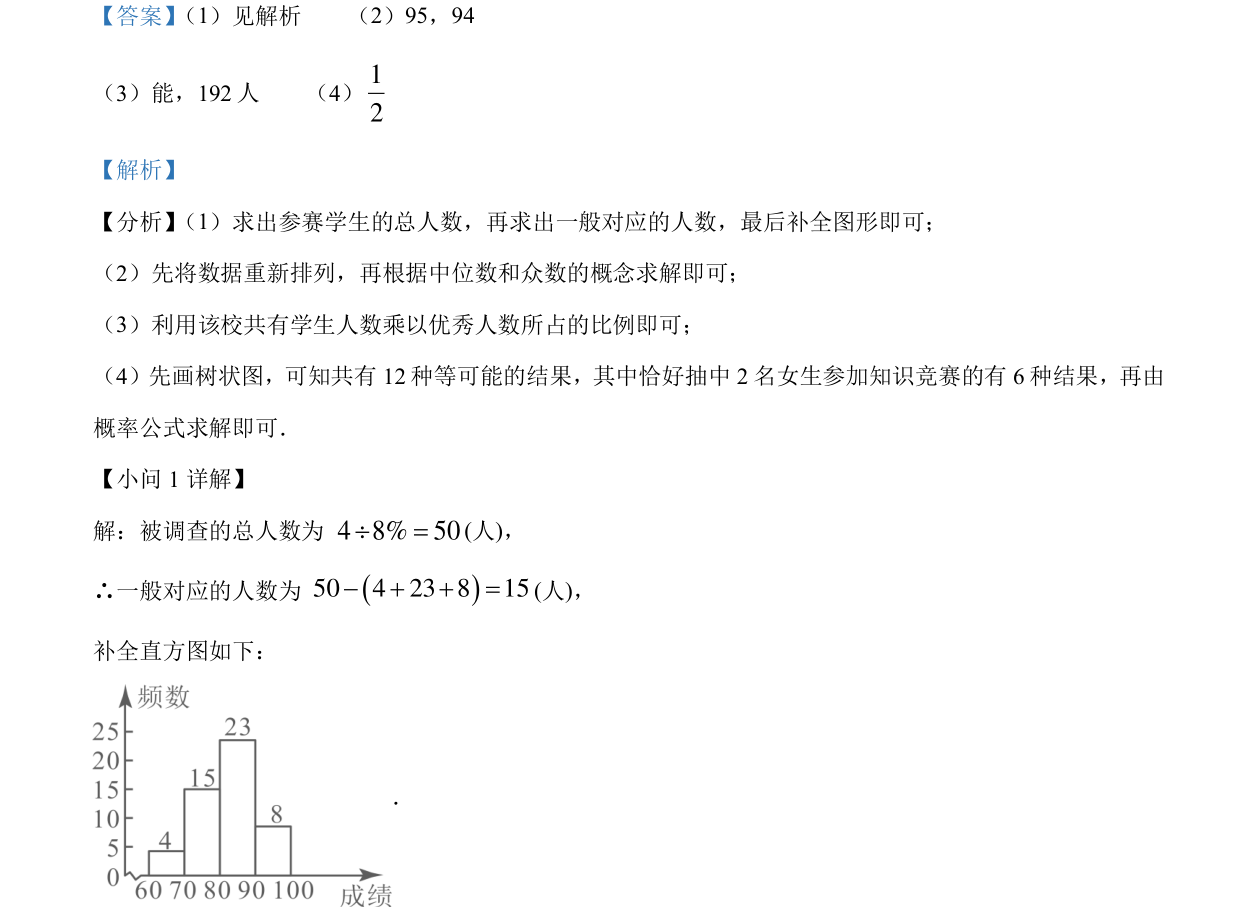 【答案】（1）见解析 （2）95，94
（3）能，192人 （4）1/2
【解析】
【分析】（1）求出参赛学生的总人数，再求出一般对应的人数，最后补全图形即可；
（2）先将数据重新排列，再根据中位数和众数的概念求解即可；
（3）利用该校共有学生人数乘以优秀人数所占的比例即可；
（4）先画树状图，可知共有12种等可能的结果，其中恰好抽中2名女生参加知识竞赛的有6种结果，再由
概率公式求解即可．
【小问1详解】
解：被调查的总人数为 4÷8%=50(人)，
∴一般对应的人数为 50−(4+23+8)=15(人)，
补全直方图如下：
频数
25
20
15
10
5
0
4
15
23
8
60 70 80 90 100
成绩
．